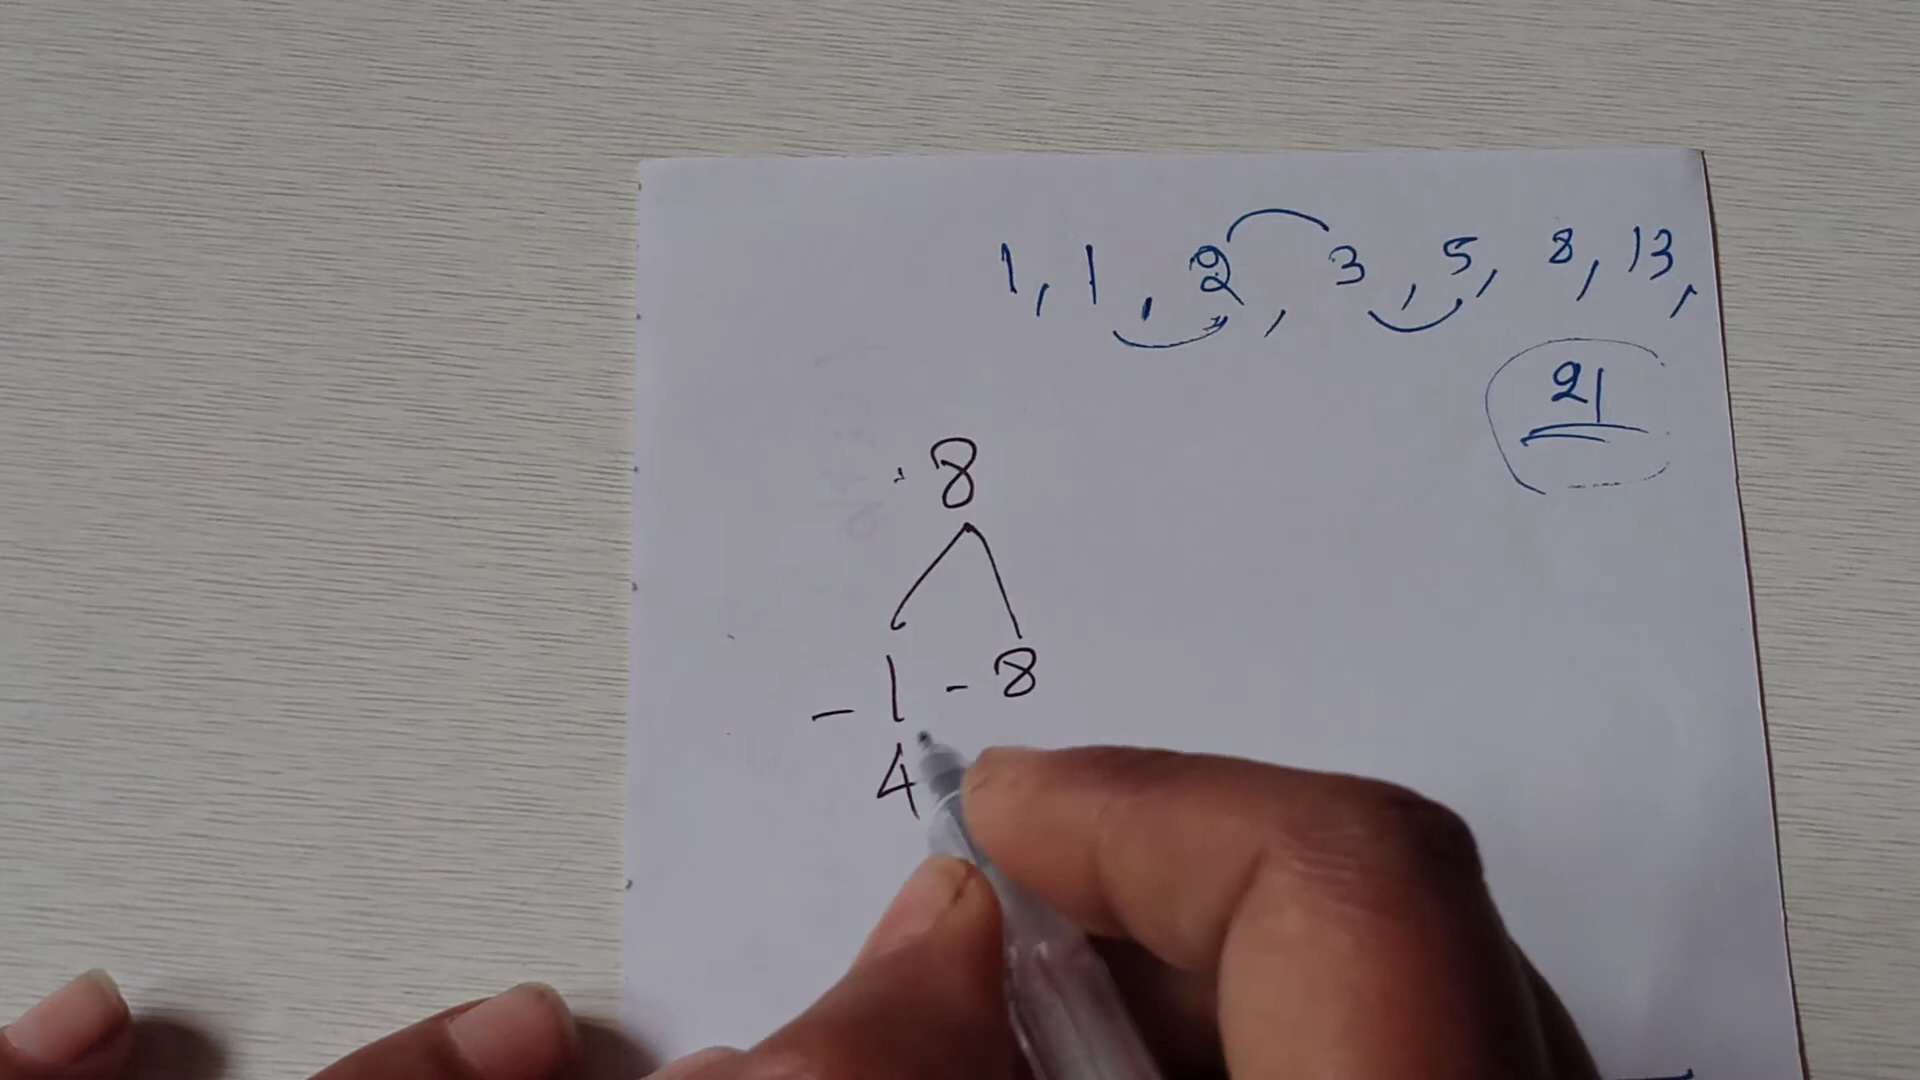 1, 1, 2, 3, 5, 8, 13,
21
8
- 1 - 8
4